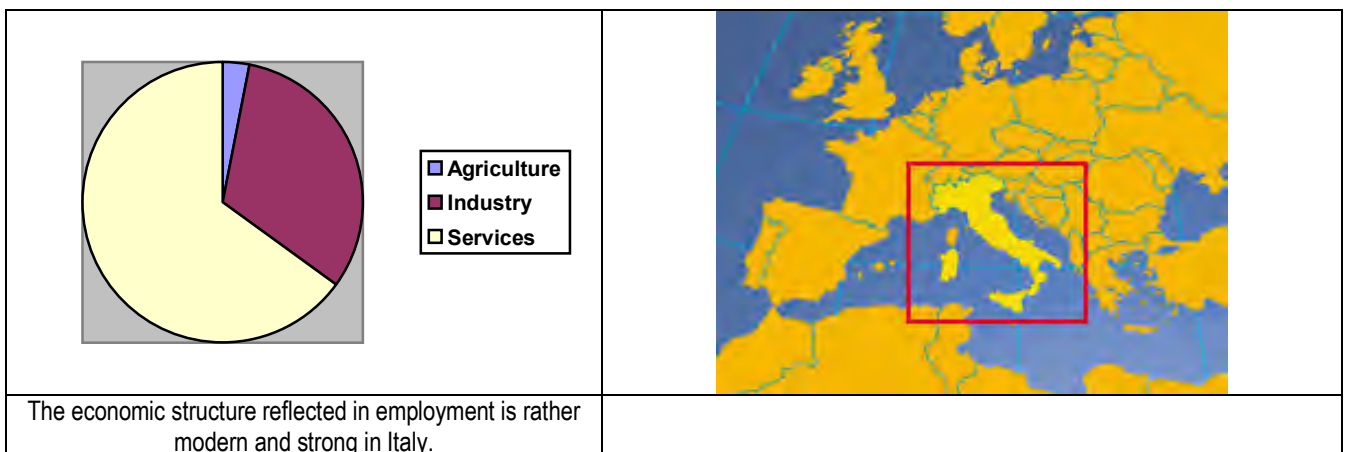 Agriculture
Industry
Services
The economic structure reflected in employment is rather
modern and strong in Italy.